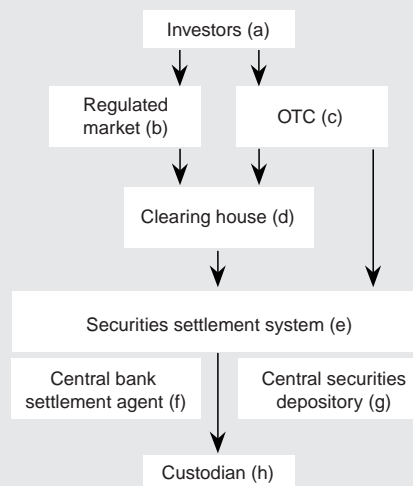 Investors (a)
Regulated
market (b)
OTC (c)
Clearing house (d)
Securities settlement system (e)
Central bank
settlement agent (f)
Central securities
depository (g)
Custodian (h)